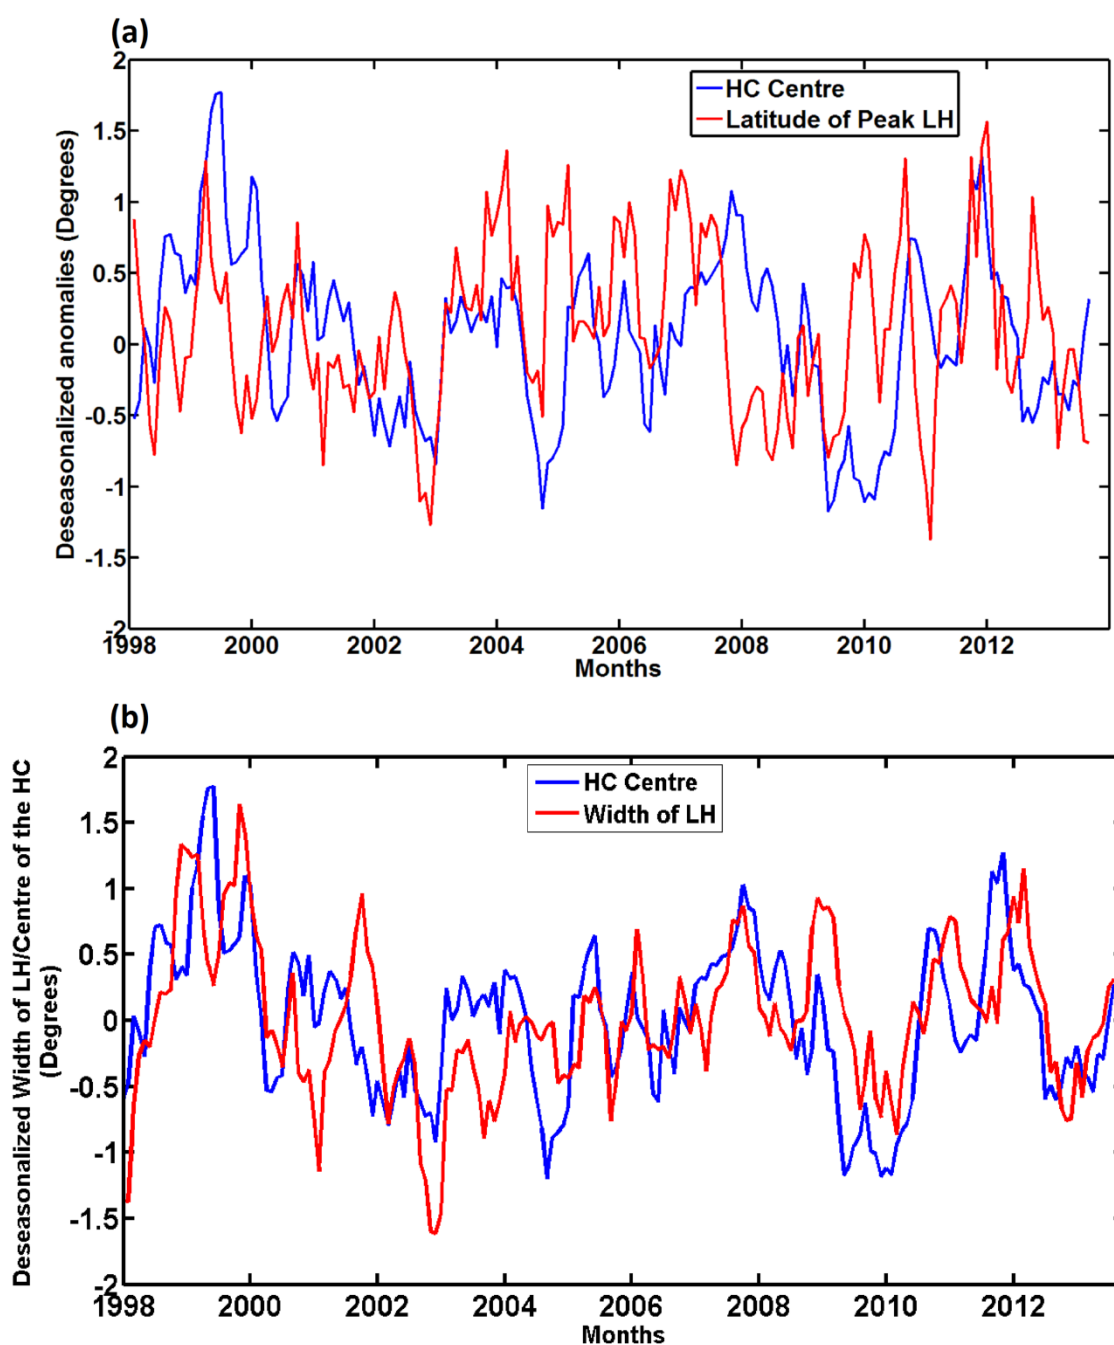 (a)
Deseasonalized anomalies (Degrees)
2
1.5
1
0.5
0
-0.5
-1
-1.5
-2
HC Centre
Latitude of Peak LH
1998 2000 2002 2004 2006 2008 2010 2012
Months
(b)
Deseasonalized Width of LH/Centre of the HC
(Degrees)
2
1.5
1
0.5
0
-0.5
-1
-1.5
-2
HC Centre
Width of LH
1998 2000 2002 2004 2006 2008 2010 2012
Months